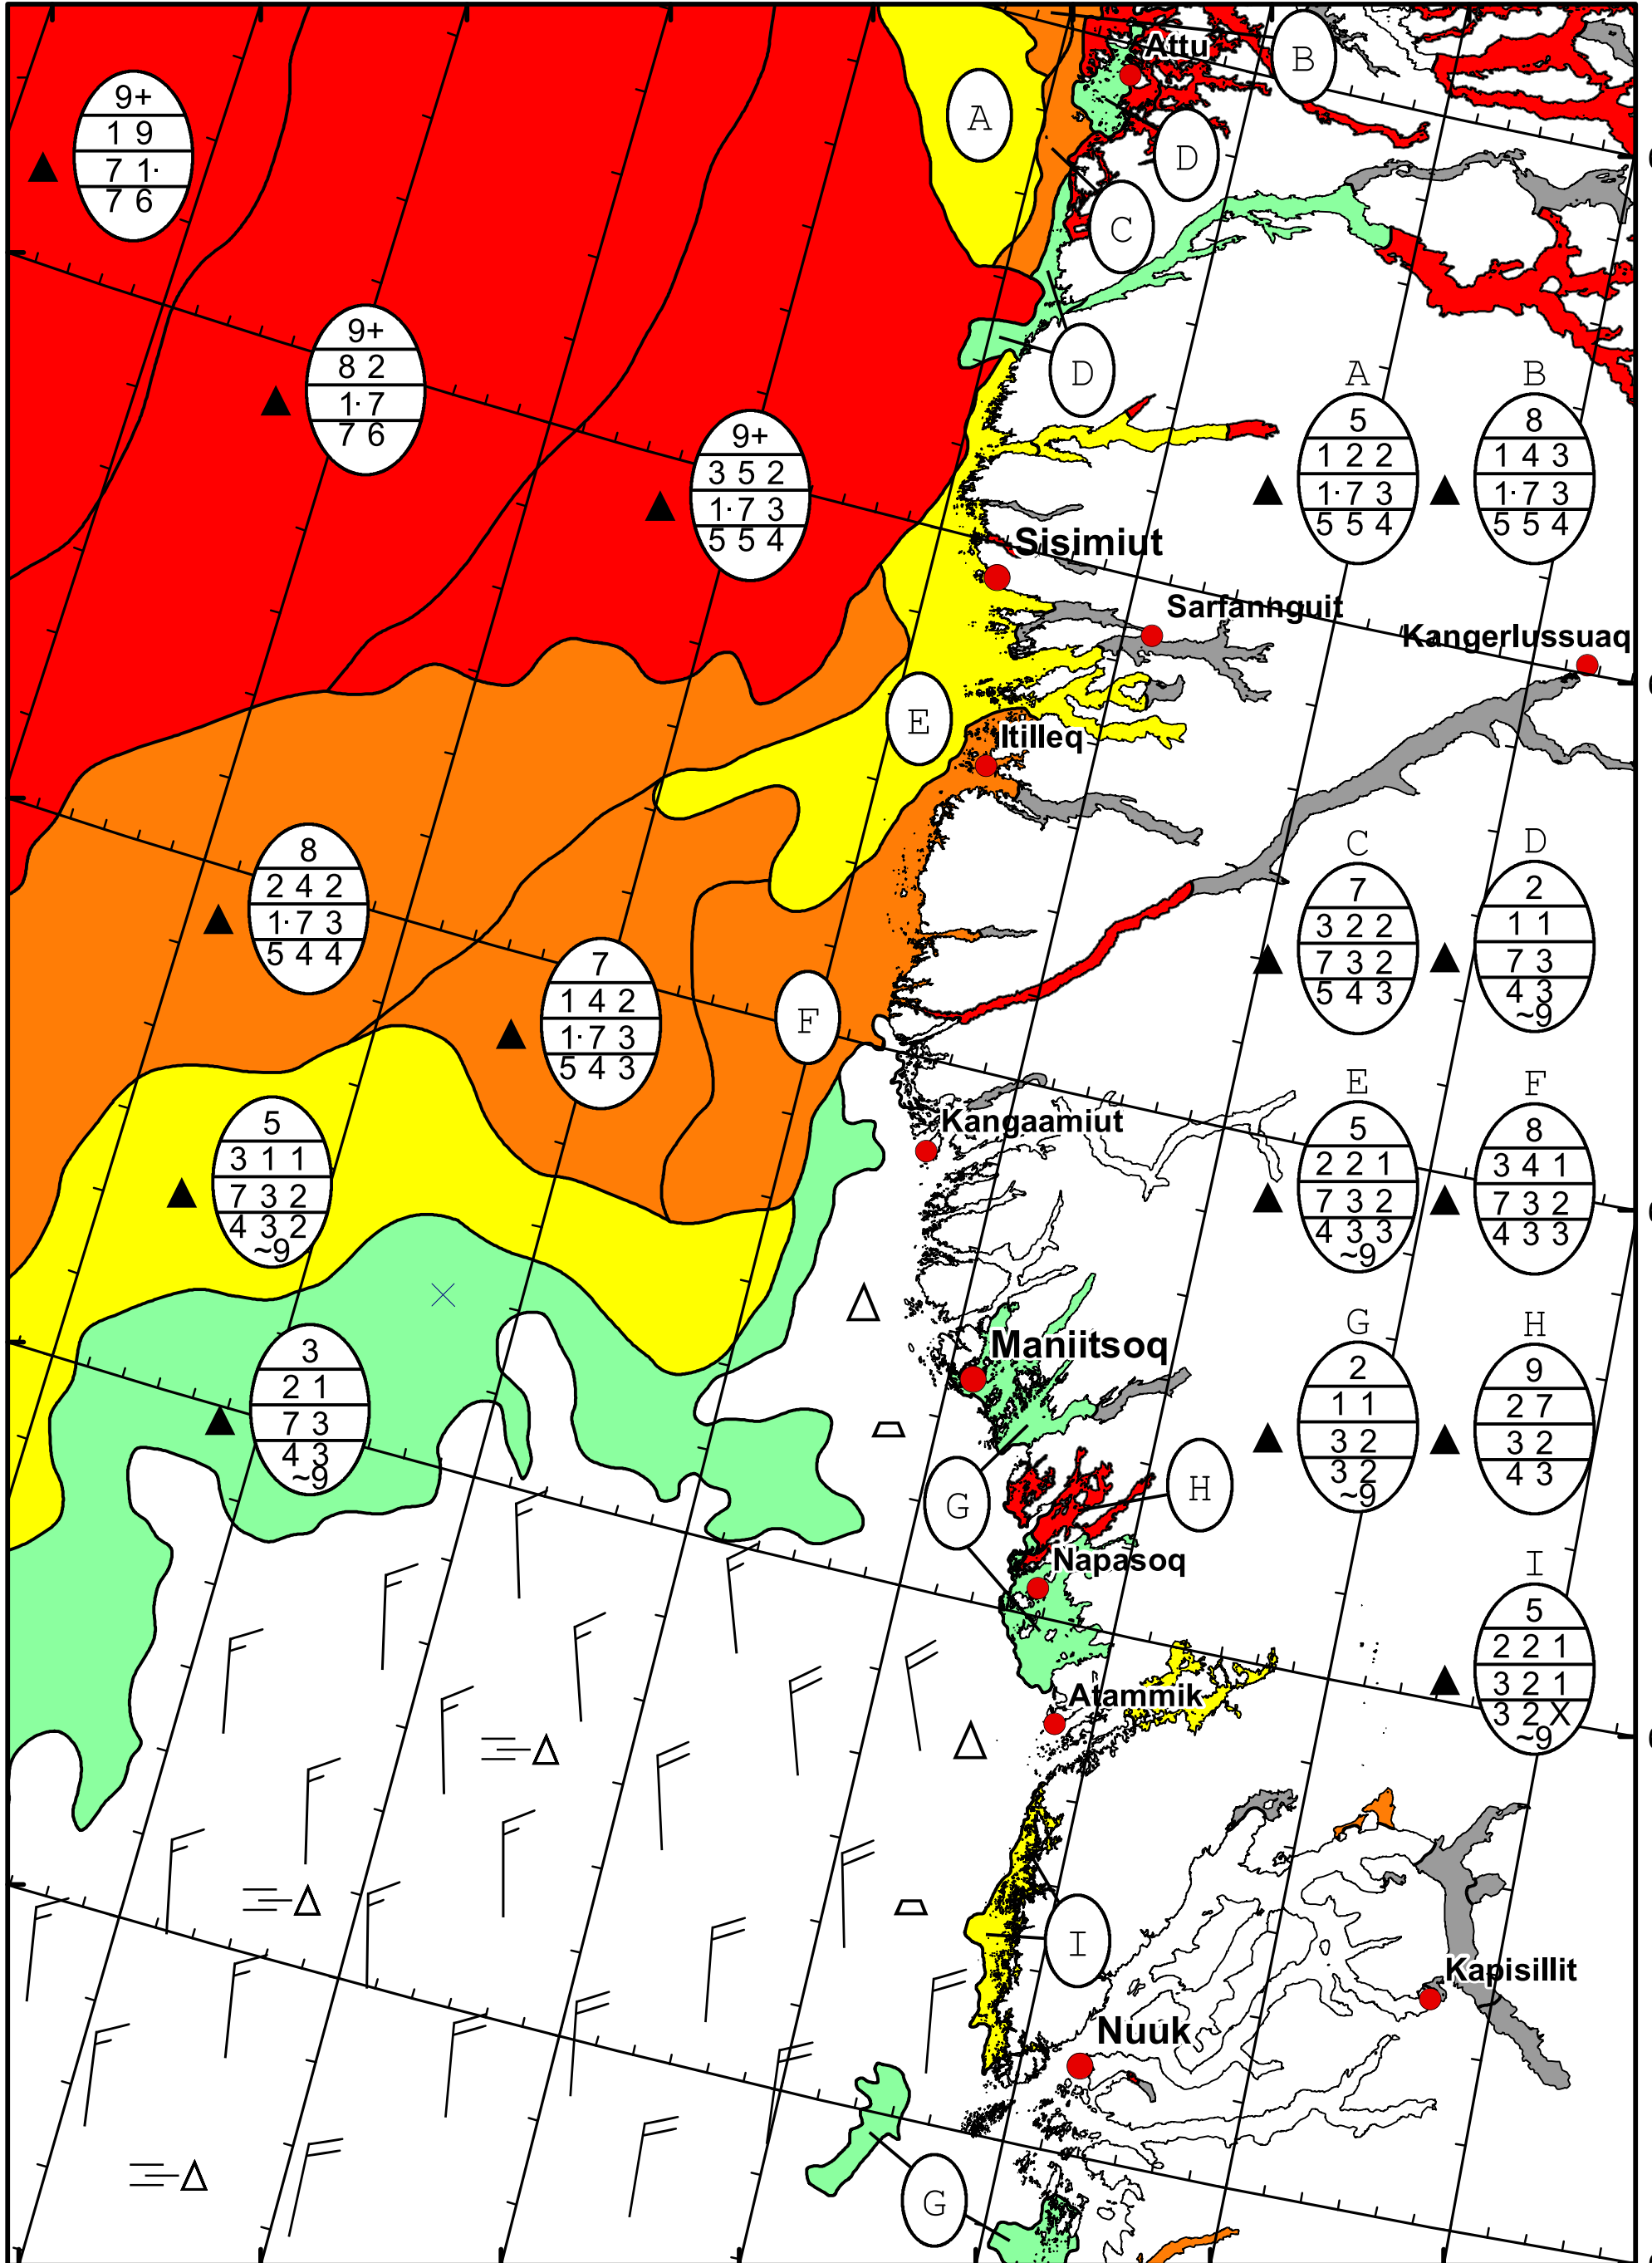 Attu
B
A
D
C
9+
1 9
7 1·
7 6
9+
8 2
1· 7
7 6
D
9+
3 5 2
1· 7 3
5 5 4
A
5
1 2 2
1· 7 3
5 5 4
B
8
1 4 3
1· 7 3
5 5 4
Sisimiut
Sarfannguit
Kangerlussuaq
E
Itilleq
8
2 4 2
1· 7 3
5 4 4
7
1 4 2
1· 7 3
5 4 3
F
C
7
3 2 2
7 3 2
5 4 3
D
2
1 1
7 3
4 3
~9
Kangaamiut
5
3 1 1
7 3 2
4 3 2
~9
E
5
2 2 1
7 3 2
4 3 3
~9
F
8
3 4 1
7 3 2
4 3 3
Maniitsoq
3
2 1
7 3
4 3
~9
G
2
1 1
3 2
3 2
~9
H
9
2 7
3 2
4 3
G
H
Napasoq
I
5
2 2 1
3 2 1
3 2 X
~9
Atammik
I
Kapisillit
Nuuk
G